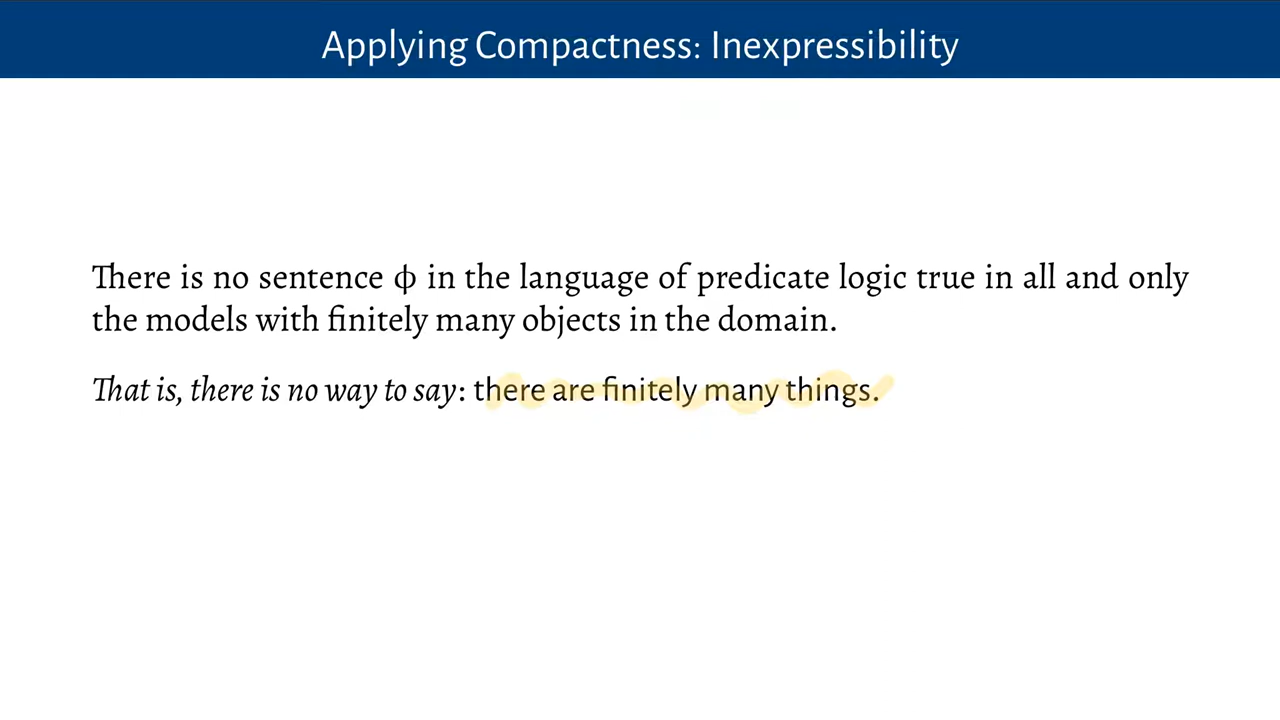 Applying Compactness: Inexpressibility
There is no sentence ϕ in the language of predicate logic true in all and only
the models with finitely many objects in the domain.
That is, there is no way to say: there are finitely many things.